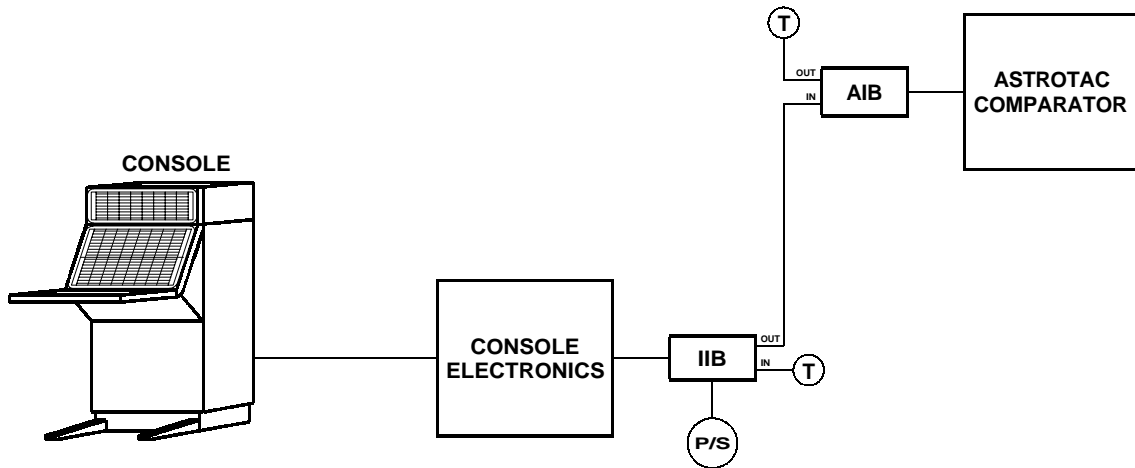 T
OUT
IN
AIB
ASTROTAC
COMPARATOR
CONSOLE
CONSOLE
ELECTRONICS
IIB
OUT
IN
T
P/S